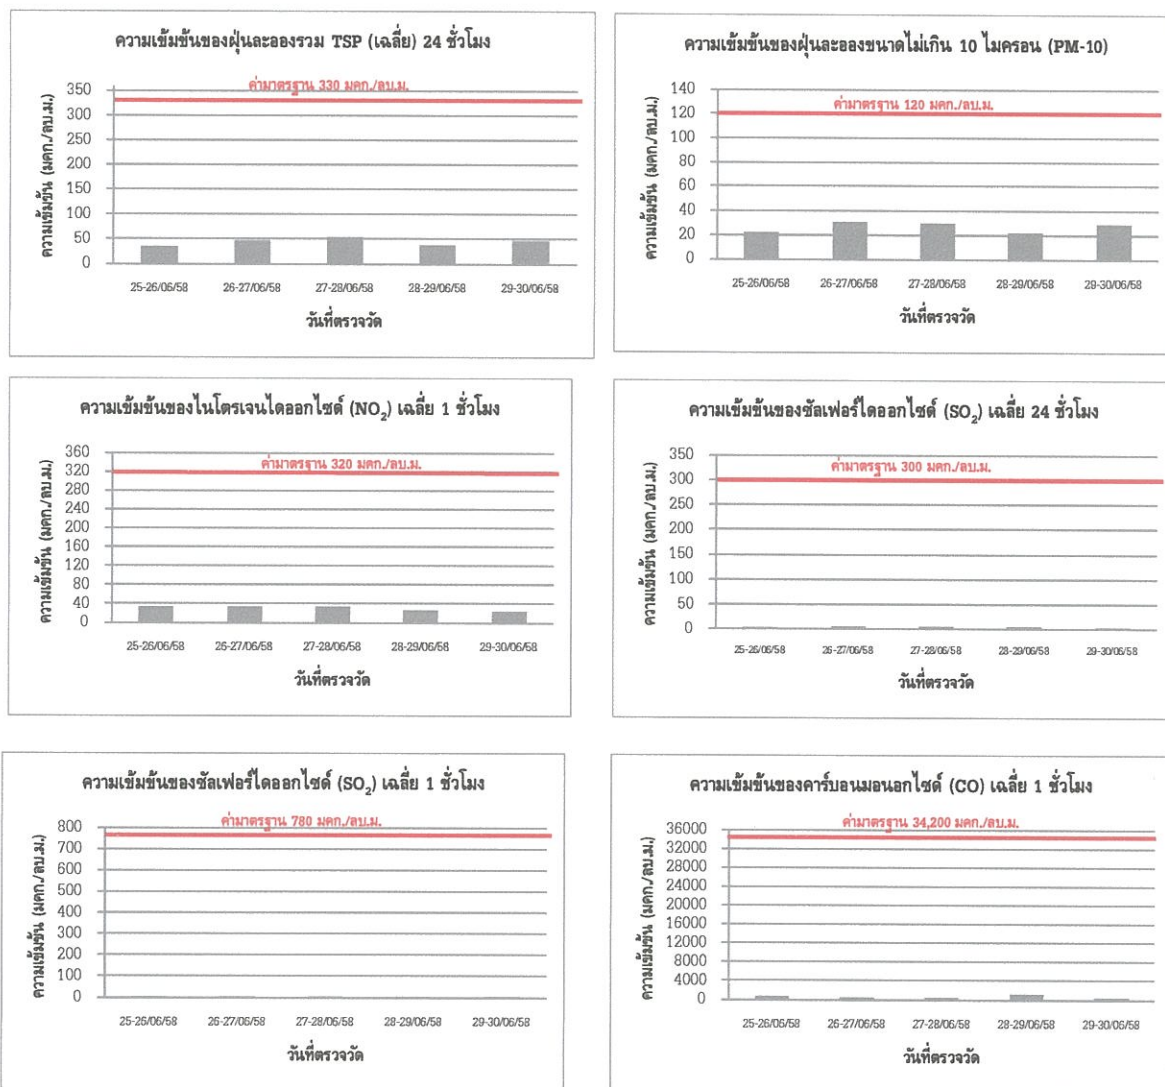 ความเข้มข้นของฝุ่นละอองรวม TSP (เฉลี่ย) 24 ชั่วโมง
ค่ามาตรฐาน 330 มคก./ลบ.ม.
ความเข้มข้น (มคก./ลบ.ม.)
350
300
250
200
150
100
50
0
25-26/06/58 26-27/06/58 27-28/06/58 28-29/06/58 29-30/06/58
วันที่ตรวจวัด
ความเข้มข้นของฝุ่นละอองขนาดไม่เกิน 10 ไมครอน (PM-10)
ค่ามาตรฐาน 120 มคก./ลบ.ม.
ความเข้มข้น (มคก./ลบ.ม.)
140
120
100
80
60
40
20
0
25-26/06/58 26-27/06/58 27-28/06/58 28-29/06/58 29-30/06/58
วันที่ตรวจวัด
ความเข้มข้นของไนโตรเจนไดออกไซด์ (NO₂) เฉลี่ย 1 ชั่วโมง
ค่ามาตรฐาน 320 มคก./ลบ.ม.
ความเข้มข้น (มคก./ลบ.ม.)
360
320
280
240
200
160
120
80
40
0
25-26/06/58 26-27/06/58 27-28/06/58 28-29/06/58 29-30/06/58
วันที่ตรวจวัด
ความเข้มข้นของซัลเฟอร์ไดออกไซด์ (SO₂) เฉลี่ย 24 ชั่วโมง
ค่ามาตรฐาน 300 มคก./ลบ.ม.
ความเข้มข้น (มคก./ลบ.ม.)
350
300
250
200
150
100
50
0
25-26/06/58 26-27/06/58 27-28/06/58 28-29/06/58 29-30/06/58
วันที่ตรวจวัด
ความเข้มข้นของซัลเฟอร์ไดออกไซด์ (SO₂) เฉลี่ย 1 ชั่วโมง
ค่ามาตรฐาน 780 มคก./ลบ.ม.
ความเข้มข้น (มคก./ลบ.ม.)
800
700
600
500
400
300
200
100
0
25-26/06/58 26-27/06/58 27-28/06/58 28-29/06/58 29-30/06/58
วันที่ตรวจวัด
ความเข้มข้นของคาร์บอนมอนอกไซด์ (CO) เฉลี่ย 1 ชั่วโมง
ค่ามาตรฐาน 34,200 มคก./ลบ.ม.
ความเข้มข้น (มคก./ลบ.ม.)
36000
32000
28000
24000
20000
16000
12000
8000
4000
0
25-26/06/58 26-27/06/58 27-28/06/58 28-29/06/58 29-30/06/58
วันที่ตรวจวัด